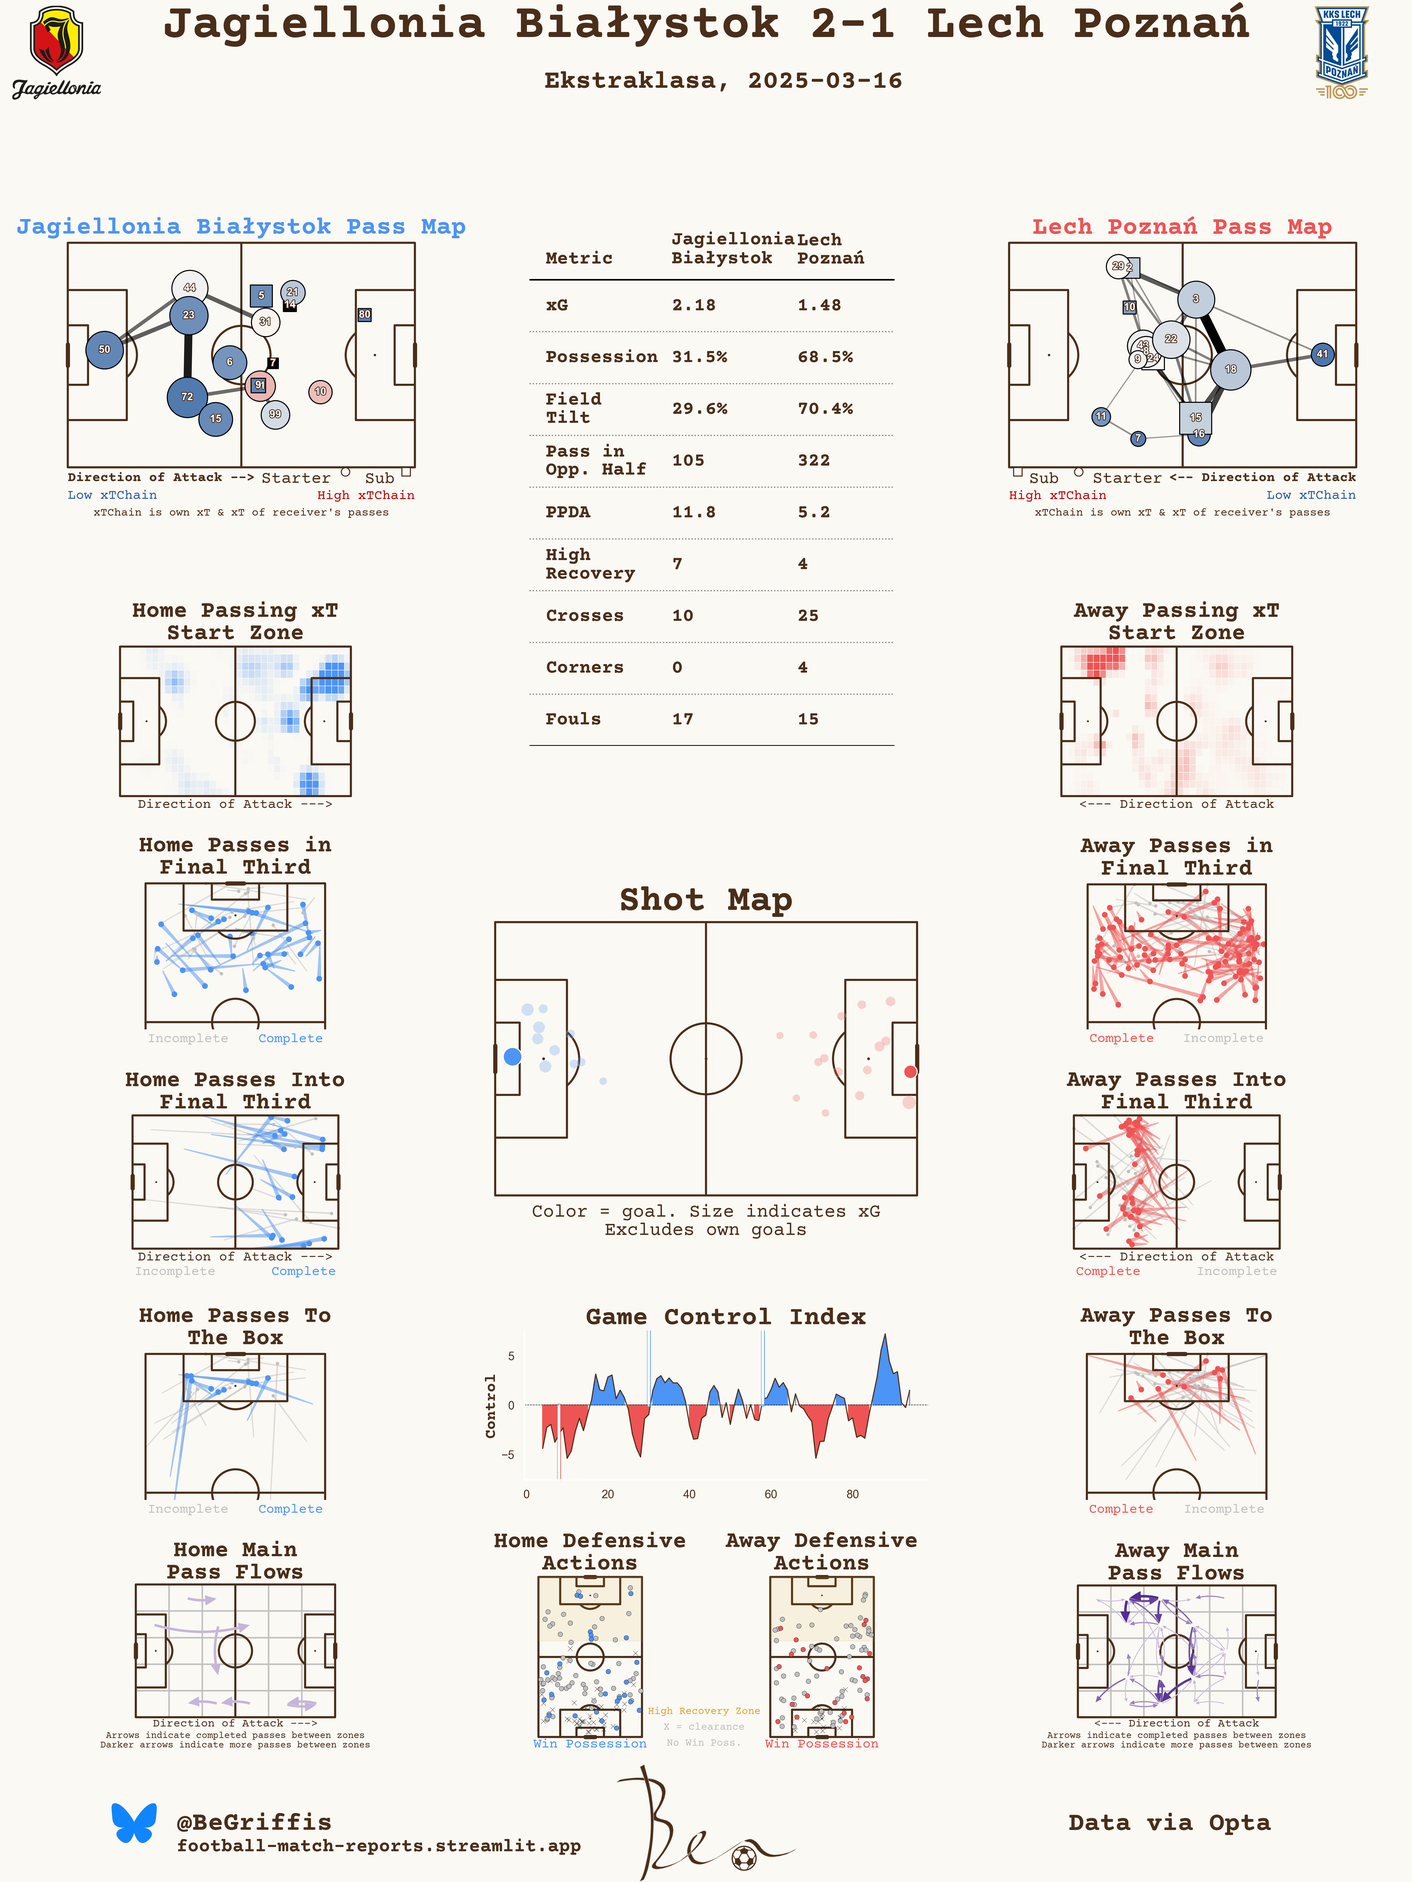 Jagiellonia Białystok 2-1 Lech Poznań
Ekstraklasa, 2025-03-16
Jagiellonia
KKS LECH
1922
POZNAŃ
100
Jagiellonia Białystok Pass Map
44
23
50
72
15
6
5
21
14
31
7
91
99
10
80
Direction of Attack --> Starter Sub
Low xTChain High xTChain
xTChain is own xT & xT of receiver's passes
Metric Jagiellonia Białystok Lech Poznań
xG 2.18 1.48
Possession 31.5% 68.5%
Field Tilt 29.6% 70.4%
Pass in Opp. Half 105 322
PPDA 11.8 5.2
High Recovery 7 4
Crosses 10 25
Corners 0 4
Fouls 17 15
Lech Poznań Pass Map
29
2
10
3
22
43
9
24
18
41
15
16
11
7
Sub Starter <-- Direction of Attack
High xTChain Low xTChain
xTChain is own xT & xT of receiver's passes
Home Passing xT
Start Zone
Direction of Attack --->
Away Passing xT
Start Zone
<--- Direction of Attack
Home Passes in
Final Third
Incomplete Complete
Away Passes in
Final Third
Complete Incomplete
Shot Map
Color = goal. Size indicates xG
Excludes own goals
Home Passes Into
Final Third
Direction of Attack --->
Incomplete Complete
Away Passes Into
Final Third
<--- Direction of Attack
Complete Incomplete
Home Passes To
The Box
Incomplete Complete
Game Control Index
Control
5
0
−5
0 20 40 60 80
Away Passes To
The Box
Complete Incomplete
Home Main
Pass Flows
Direction of Attack --->
Arrows indicate completed passes between zones
Darker arrows indicate more passes between zones
Home Defensive
Actions
Win Possession
Away Defensive
Actions
Win Possession
High Recovery Zone
X = clearance
No Win Poss.
Away Main
Pass Flows
<--- Direction of Attack
Arrows indicate completed passes between zones
Darker arrows indicate more passes between zones
@BeGriffis
football-match-reports.streamlit.app
Ben
Data via Opta